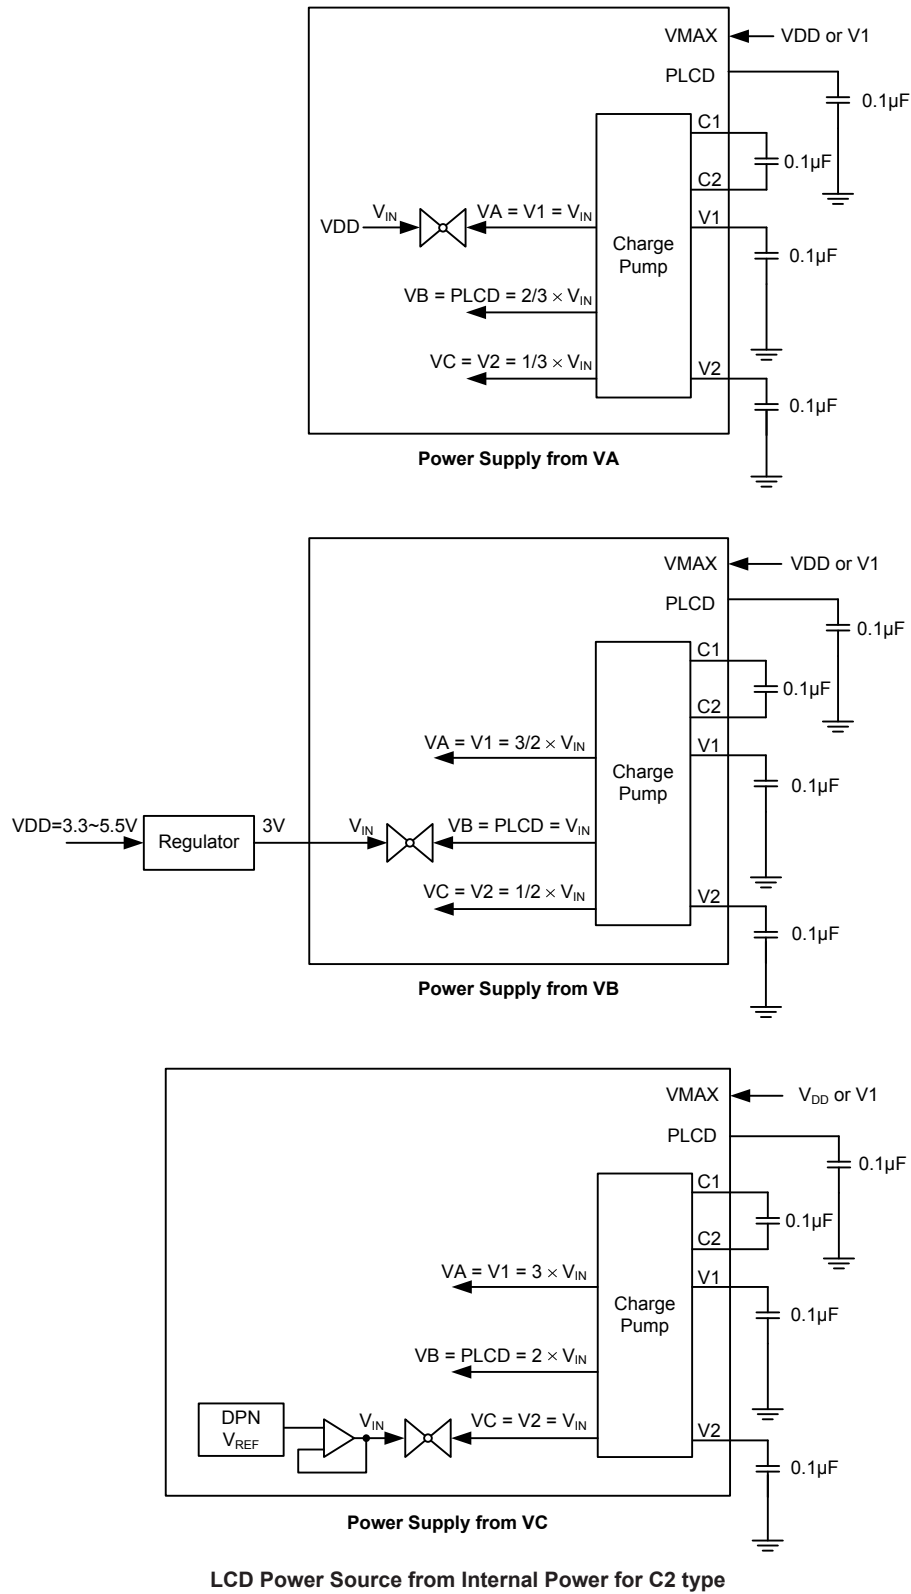 VMAX
VDD or V1
PLCD
0.1µF
C1
0.1µF
C2
VDD
VIN
VA = V1 = VIN
V1
Charge
Pump
0.1µF
VB = PLCD = 2/3 × VIN
VC = V2 = 1/3 × VIN
V2
0.1µF
Power Supply from VA
VMAX
VDD or V1
PLCD
0.1µF
C1
0.1µF
C2
VA = V1 = 3/2 × VIN
V1
Charge
Pump
0.1µF
VDD=3.3~5.5V
Regulator
3V
VIN
VB = PLCD = VIN
VC = V2 = 1/2 × VIN
V2
0.1µF
Power Supply from VB
VMAX
VDD or V1
PLCD
0.1µF
C1
0.1µF
C2
VA = V1 = 3 × VIN
V1
Charge
Pump
0.1µF
VB = PLCD = 2 × VIN
DPN
VREF
VIN
VC = V2 = VIN
V2
0.1µF
Power Supply from VC
LCD Power Source from Internal Power for C2 type